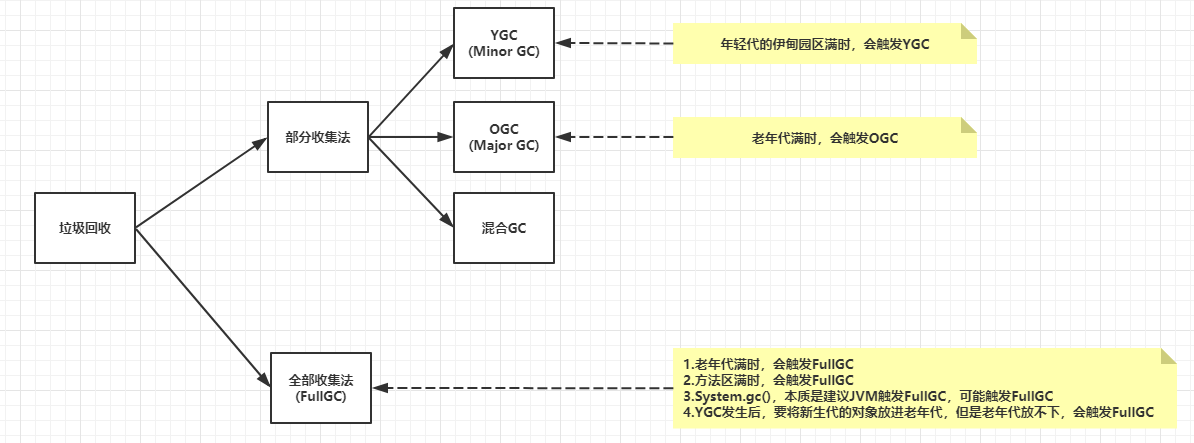 YGC
(Minor GC)
年轻代的伊甸园区满时，会触发YGC
部分收集法
OGC
(Major GC)
老年代满时，会触发OGC
垃圾回收
混合GC
全部收集法
(FullGC)
1.老年代满时，会触发FullGC
2.方法区满时，会触发FullGC
3.System.gc()，本质是建议JVM触发FullGC，可能触发FullGC
4.YGC发生后，要将新生代的对象放进老年代，但是老年代放不下，会触发FullGC